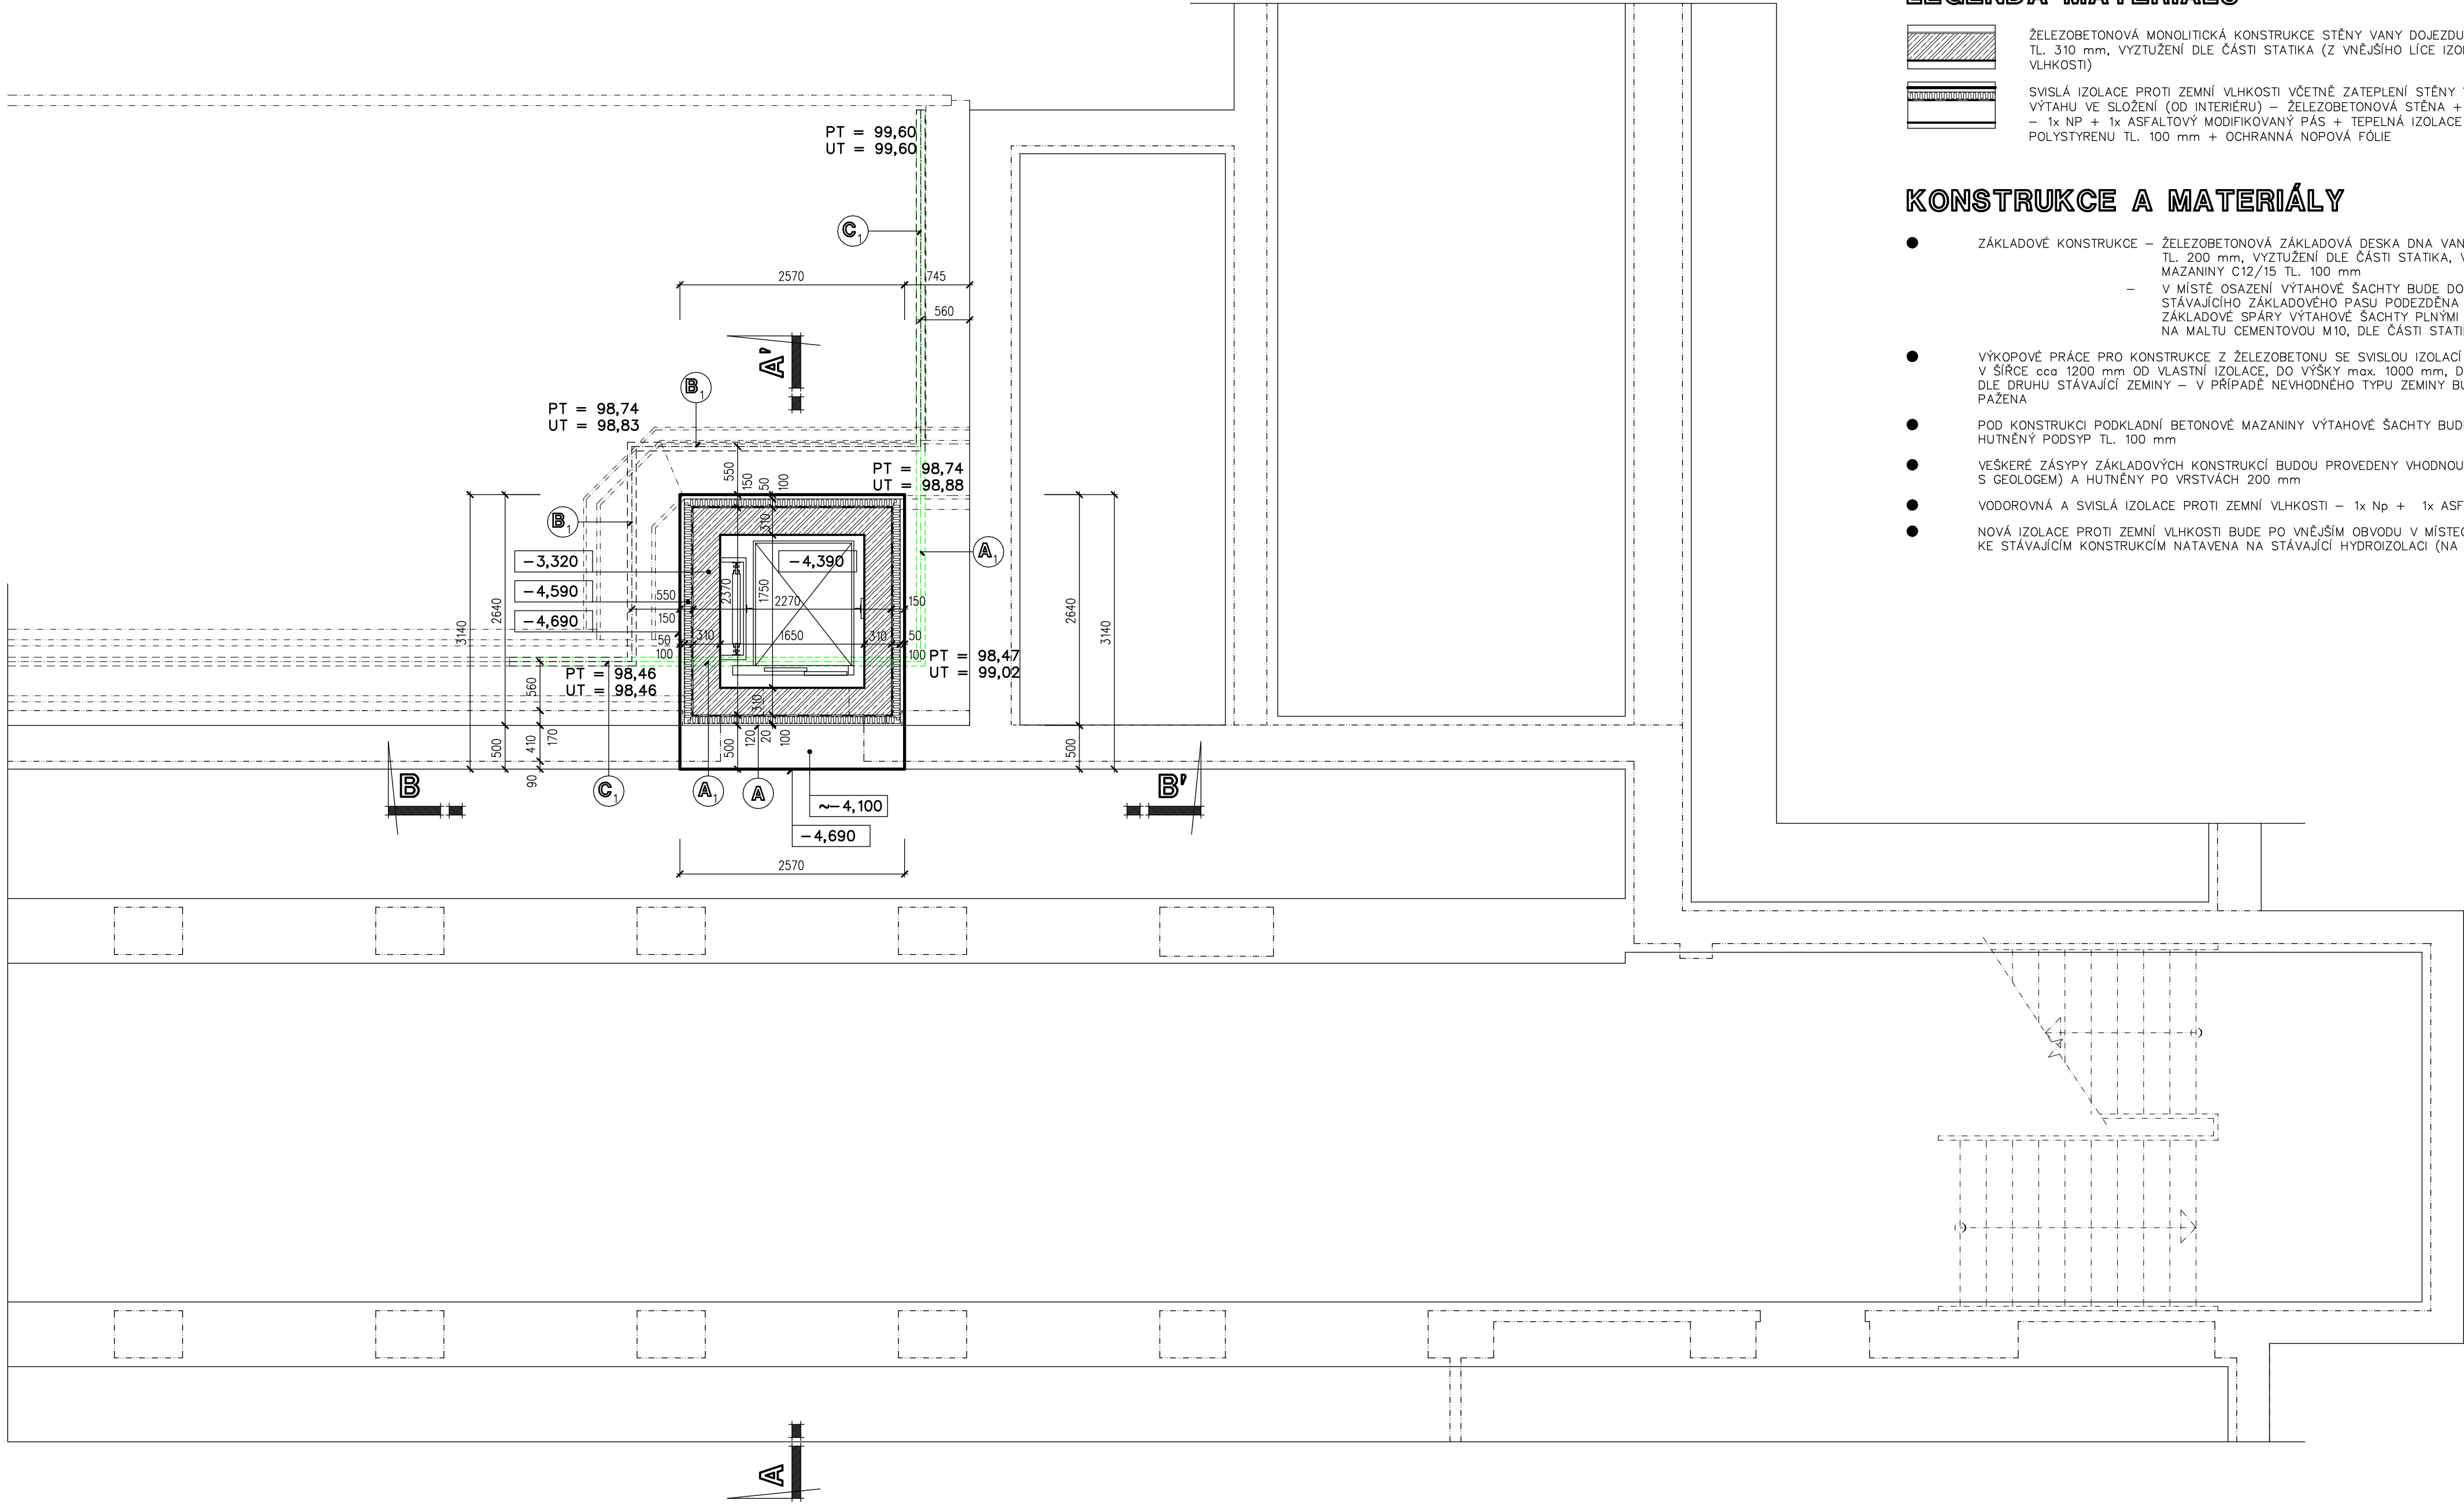 ŽELEZOBETONOVÁ MONOLITICKÁ KONSTRUKCE STĚNY VANY DOJEZDU
TL. 310 mm, VYZTUŽENÍ DLE ČÁSTI STATIKA (Z VNĚJŠÍHO LÍCE
VLHKOSTI)
SVISLÁ IZOLACE PROTI ZEMNÍ VLHKOSTI VČETNĚ ZATEPLENÍ STĚNY
VÝTAHU VE SLOŽENÍ (OD INTERIÉRU) – ŽELEZOBETONOVÁ STĚNA +
– 1x NP + 1x ASFALTOVÝ MODIFIKOVANÝ PÁS + TEPELNÁ IZOLACE
POLYSTYRENU TL. 100 mm + OCHRANNÁ NOPOVÁ FÓLIE
KONSTRUKCE A MATERIÁLY
● ZÁKLADOVÉ KONSTRUKCE – ŽELEZOBETONOVÁ ZÁKLADOVÁ DESKA DNA
TL. 200 mm, VYZTUŽENÍ DLE ČÁSTI STATIKA,
MAZANINY C12/15 TL. 100 mm
– V MÍSTĚ OSAZENÍ VÝTAHOVÉ ŠACHTY BUDE
STÁVAJÍCÍHO ZÁKLADOVÉHO PASU PODEZDĚNA
ZÁKLADOVÉ SPÁRY VÝTAHOVÉ ŠACHTY PLNÝMI
NA MALTU CEMENTOVOU M10, DLE ČÁSTI
● VÝKOPOVÉ PRÁCE PRO KONSTRUKCE Z ŽELEZOBETONU SE SVISLOU IZOLACÍ
V ŠÍŘCE cca 1200 mm OD VLASTNÍ IZOLACE, DO VÝŠKY max. 1000 mm,
DLE DRUHU STÁVAJÍCÍ ZEMINY – V PŘÍPADĚ NEVHODNÉHO TYPU ZEMINY
PAŽENA
● POD KONSTRUKCI PODKLADNÍ BETONOVÉ MAZANINY VÝTAHOVÉ ŠACHTY
HUTNĚNÝ PODSYP TL. 100 mm
● VEŠKERÉ ZÁSYPY ZÁKLADOVÝCH KONSTRUKCÍ BUDOU PROVEDENY VHODNOU
S GEOLOGEM) A HUTNĚNY PO VRSTVÁCH 200 mm
● VODOROVNÁ A SVISLÁ IZOLACE PROTI ZEMNÍ VLHKOSTI – 1x Np + 1x
● NOVÁ IZOLACE PROTI ZEMNÍ VLHKOSTI BUDE PO VNĚJŠÍM OBVODU V
KE STÁVAJÍCÍM KONSTRUKCÍM NATAVENA NA STÁVAJÍCÍ HYDROIZOLACI (NA
PT = 99,60
UT = 99,60
C1
2570
745
560
A'
B1
PT = 98,74
UT = 98,83
PT = 98,74
UT = 98,88
550
150
50
100
310
B1
A1
-3,320
-4,390
-4,590
-4,690
2370
1750
550
2270
150
150
50
310
1650
310
50
100
100
3140
2640
2640
3140
PT = 98,47
UT = 99,02
PT = 98,46
UT = 98,46
560
310
500
410
170
90
500
120
20
100
500
B
C1
A1
A
B'
~-4,100
-4,690
2570
A